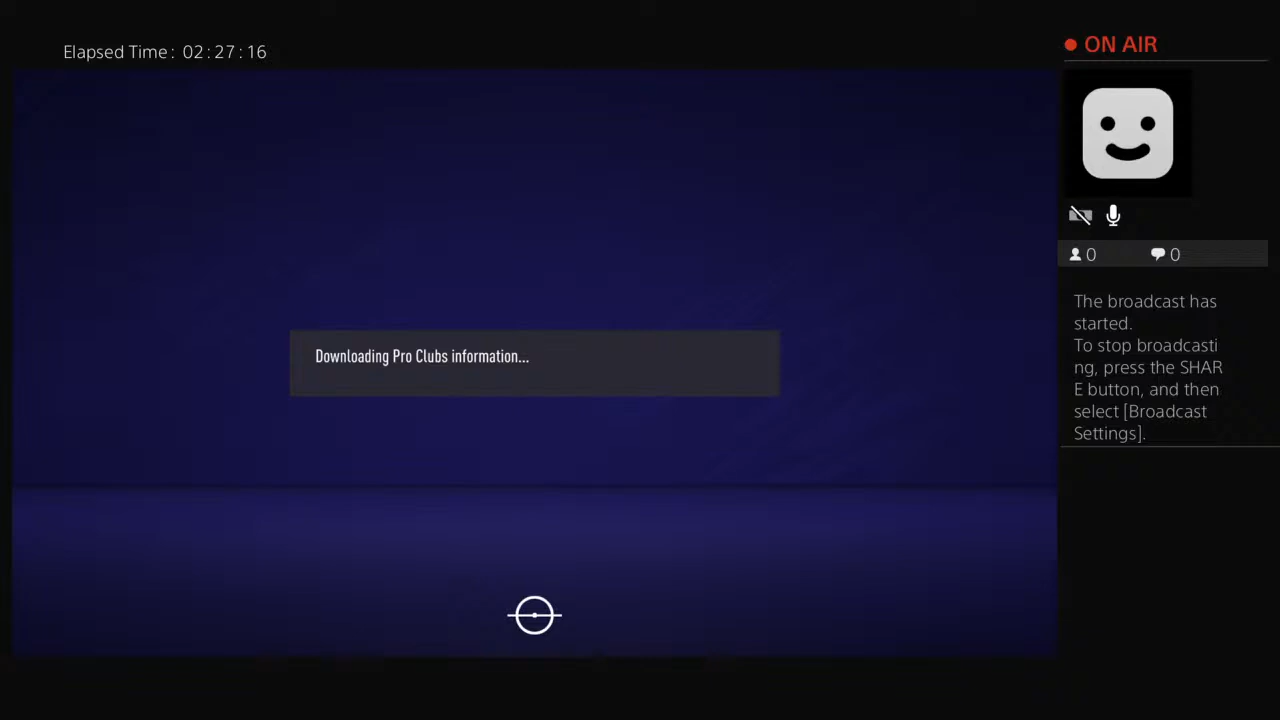 Elapsed Time: 02:27:16
ON AIR
0 0
The broadcast has
started.
To stop broadcasti
ng, press the SHAR
E button, and then
select [Broadcast
Settings].
Downloading Pro Clubs information...